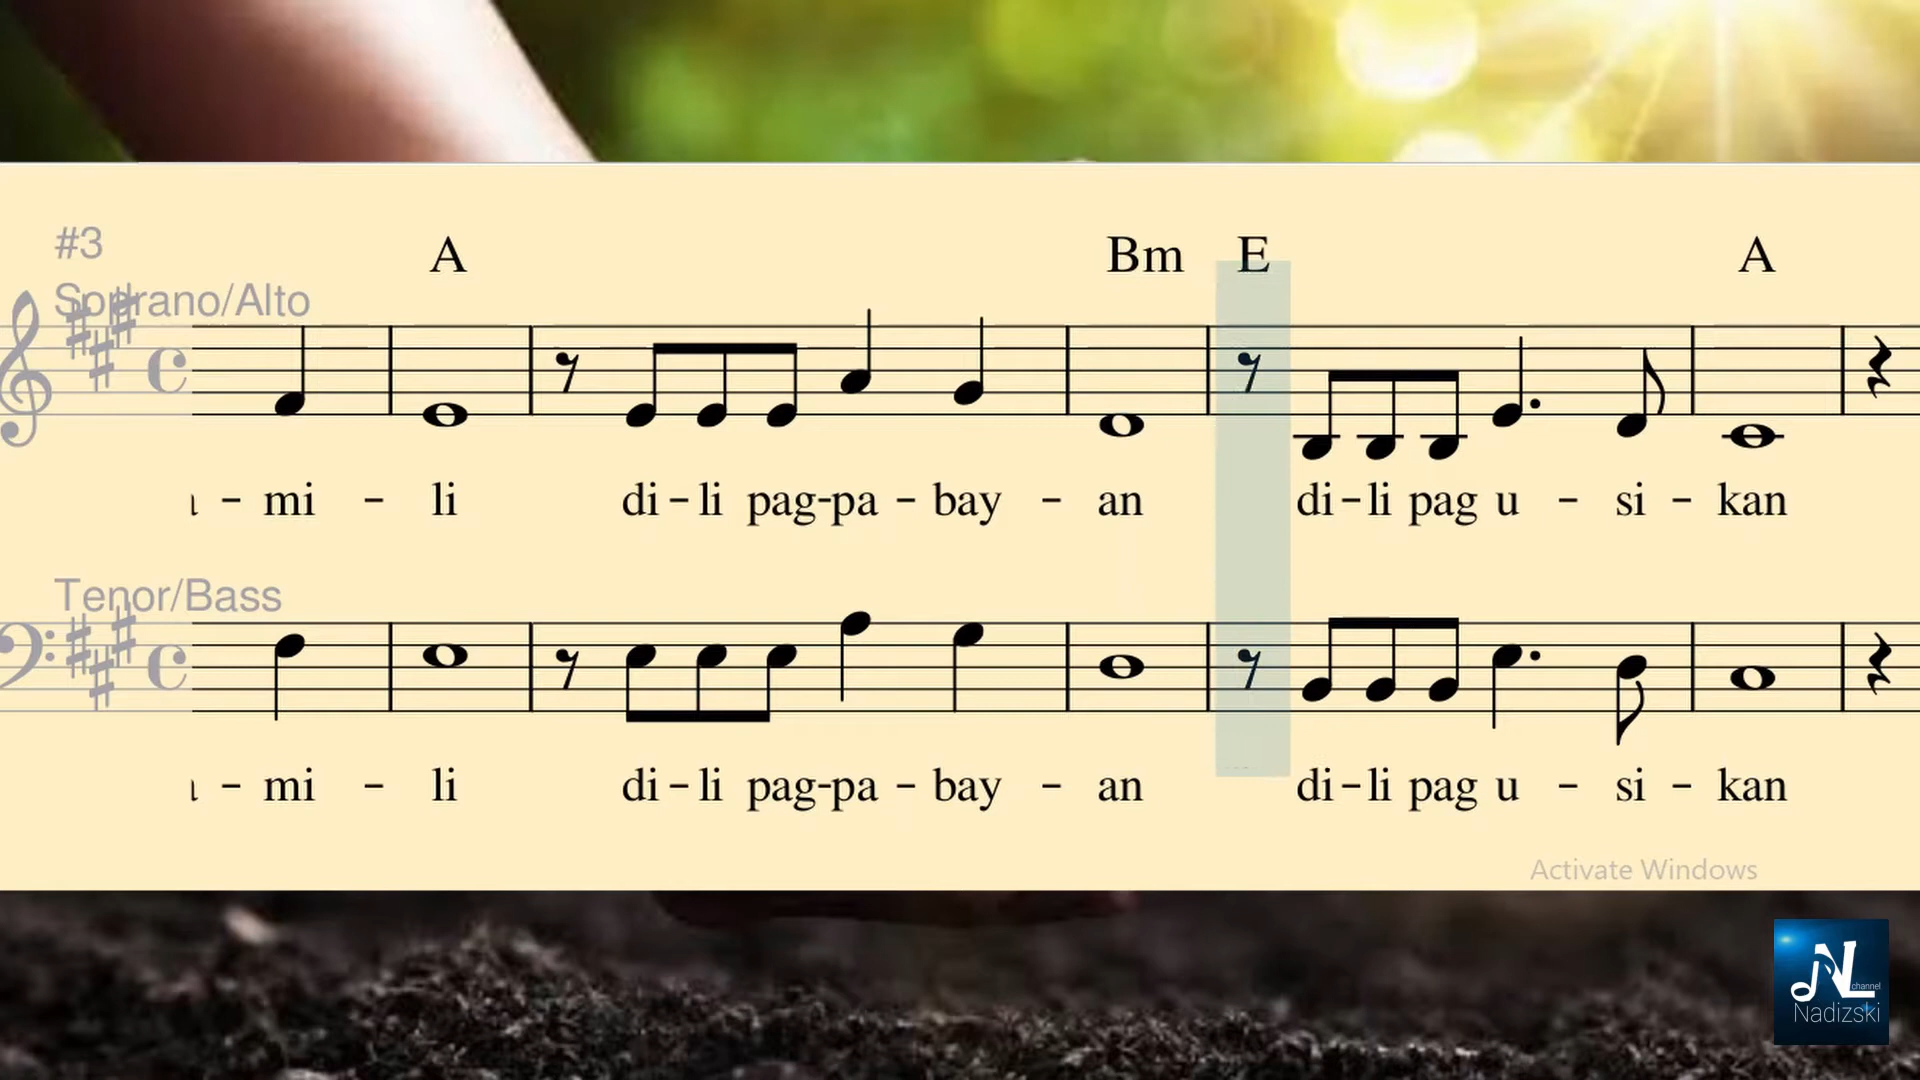 #3
A Bm E A
Soprano/Alto
- mi - li di - li pag-pa - bay - an di - li pag u - si - kan
Tenor/Bass
- mi - li di - li pag-pa - bay - an di - li pag u - si - kan
Activate Windows
NL
channel
Nadizski